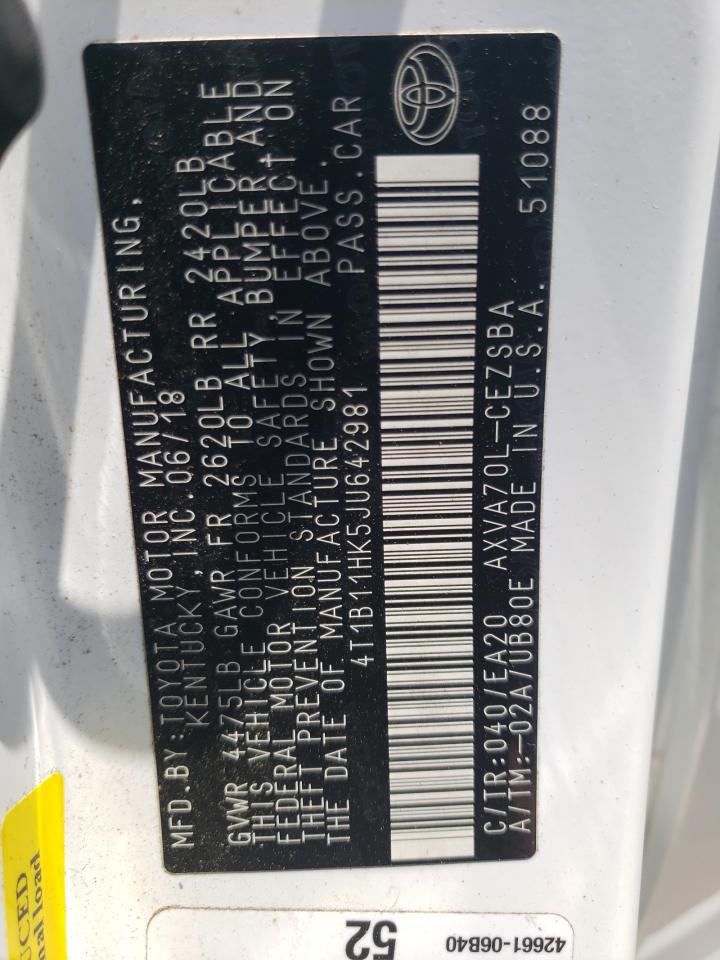 MFD.BY:TOYOTA MOTOR MANUFACTURING,
KENTUCKY, INC.06/18
GVWR 4475LB GAWR FR 2620LB RR 2420LB
THIS VEHICLE CONFORMS TO ALL APPLICABLE
FEDERAL MOTOR VEHICLE SAFETY, BUMPER AND
THEFT PREVENTION STANDARDS IN EFFECT ON
THE DATE OF MANUFACTURE SHOWN ABOVE.
4T1B11HK5JU642981 PASS.CAR
C/TR:040/EA20 AXVA70L-CEZSBA
A/TM:-02A/UB80E MADE IN U.S.A. 51088
UCED
nal load
52
42661-06B40